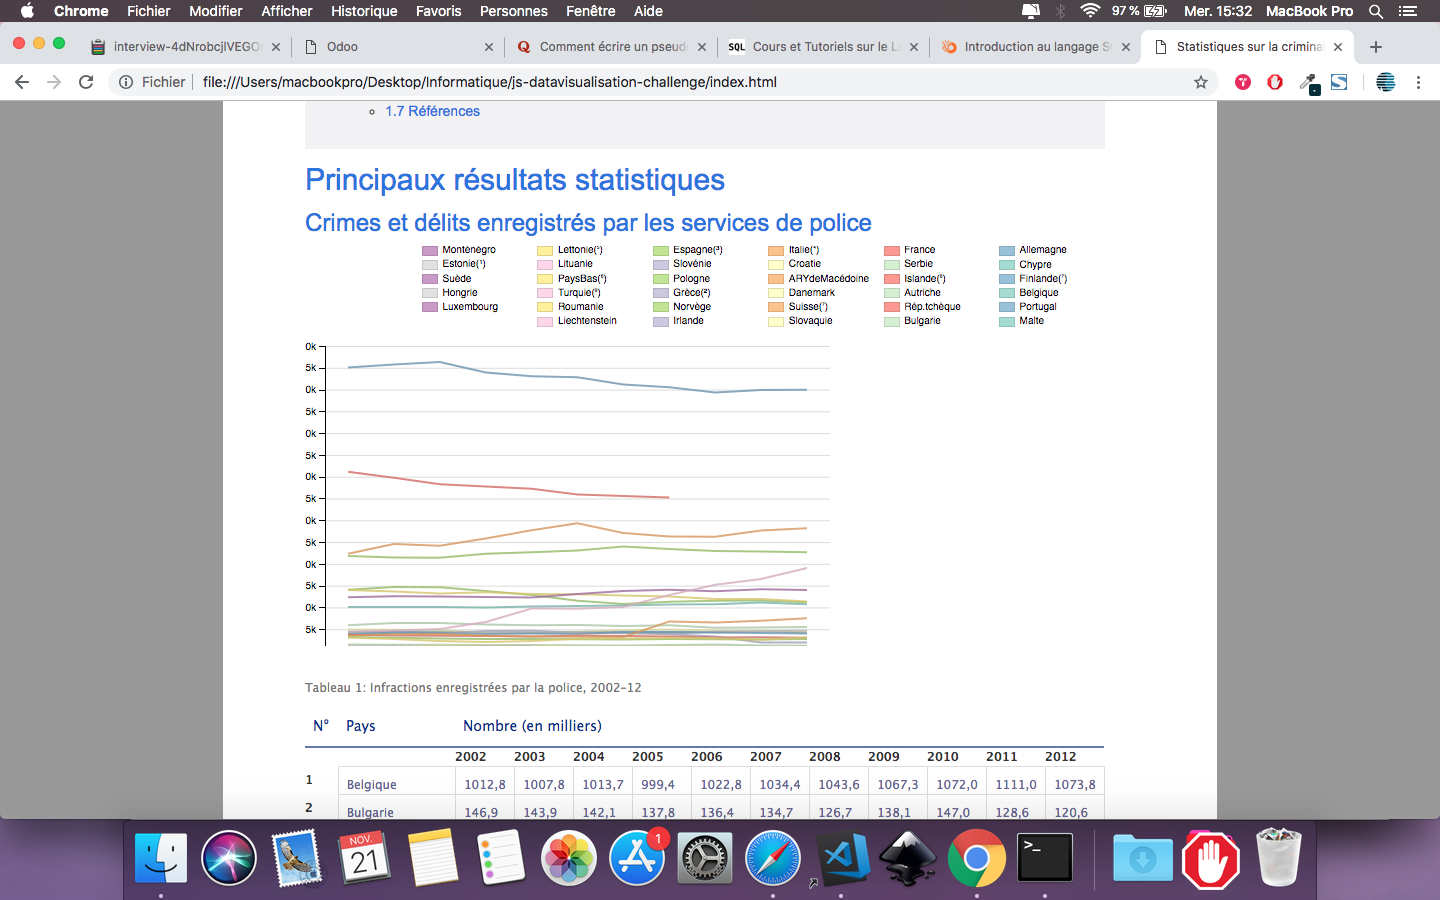 Chrome Fichier Modifier Afficher Historique Favoris Personnes Fenêtre Aide 97 % Mer. 15:32 MacBook Pro
interview-4dNrobcjlVEGO Odoo Comment écrire un pseud SQL Cours et Tutoriels sur le L Introduction au langage S Statistiques sur la crimina
Fichier file:///Users/macbookpro/Desktop/Informatique/js-datavisualisation-challenge/index.html
1.7 Références
Principaux résultats statistiques
Crimes et délits enregistrés par les services de police
Monténégro Lettonie(⁵) Espagne(³) Italie(⁴) France Allemagne
Estonie(¹) Lituanie Slovénie Croatie Serbie Chypre
Suède PaysBas(⁶) Pologne ARYdeMacédoine Islande(⁶) Finlande(⁷)
Hongrie Turquie(⁹) Grèce(²) Danemark Autriche Belgique
Luxembourg Roumanie Norvège Suisse(⁷) Rép.tchèque Portugal
Liechtenstein Irlande Slovaquie Bulgarie Malte
0k
5k
0k
5k
0k
5k
0k
5k
0k
5k
0k
5k
0k
5k
Tableau 1: Infractions enregistrées par la police, 2002–12
N° Pays Nombre (en milliers)
2002 2003 2004 2005 2006 2007 2008 2009 2010 2011 2012
1 Belgique 1012,8 1007,8 1013,7 999,4 1022,8 1034,4 1043,6 1067,3 1072,0 1111,0 1073,8
2 Bulgarie 146,9 143,9 142,1 137,8 136,4 134,7 126,7 138,1 147,0 128,6 120,6
NOV.
21
1
>_